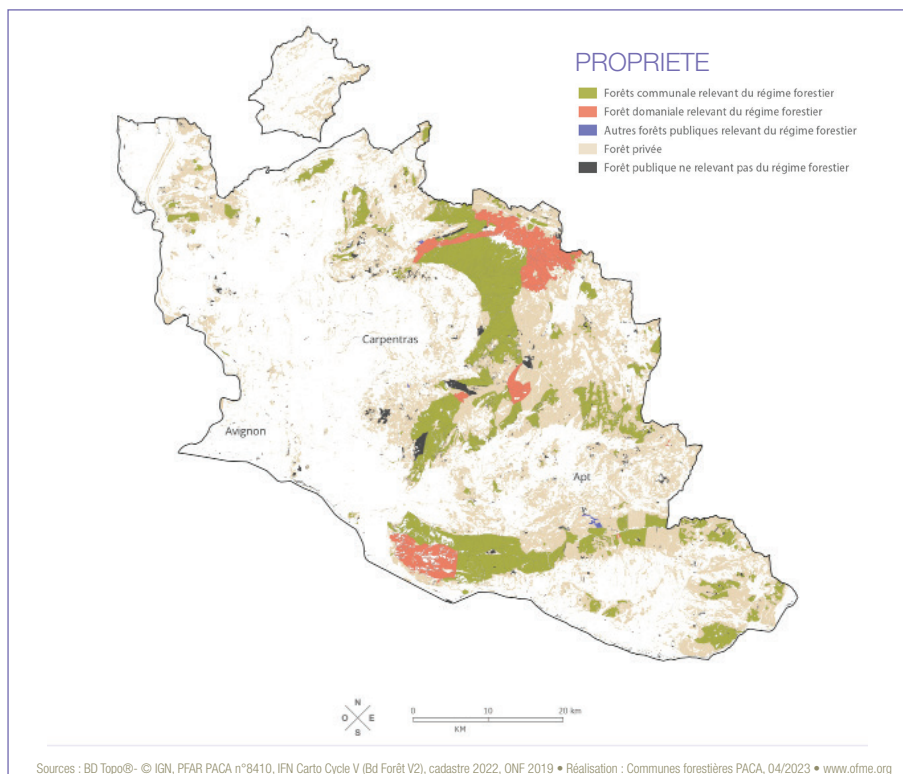 PROPRIETE
Forêts communale relevant du régime forestier
Forêt domaniale relevant du régime forestier
Autres forêts publiques relevant du régime forestier
Forêt privée
Forêt publique ne relevant pas du régime forestier
Carpentras
Avignon
Apt
N
O E
S
0 10 20 km
KM
Sources : BD Topo®- © IGN, PFAR PACA n°8410, IFN Carto Cycle V (Bd Forêt V2), cadastre 2022, ONF 2019 • Réalisation : Communes forestières PACA, 04/2023 • www.ofme.org